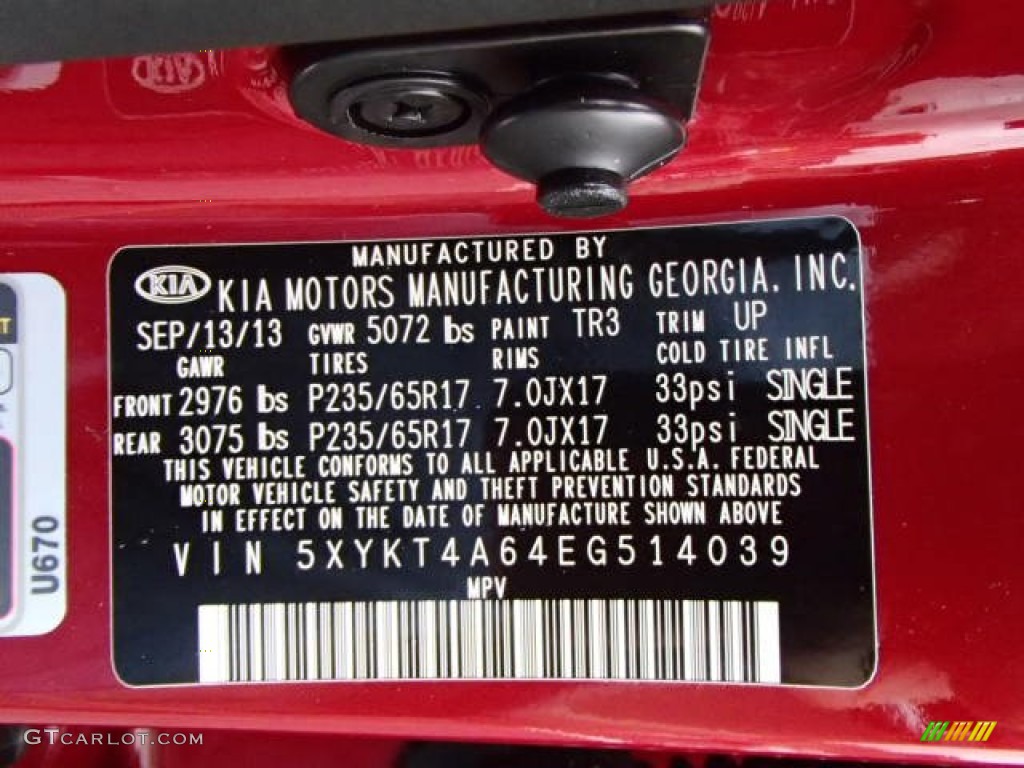 KIA
MANUFACTURED BY
KIA KIA MOTORS MANUFACTURING GEORGIA, INC.
SEP/13/13 GVWR 5072 lbs PAINT TR3 TRIM UP
GAWR TIRES RIMS COLD TIRE INFL
FRONT 2976 lbs P235/65R17 7.0JX17 33psi SINGLE
REAR 3075 lbs P235/65R17 7.0JX17 33psi SINGLE
THIS VEHICLE CONFORMS TO ALL APPLICABLE U.S.A. FEDERAL
MOTOR VEHICLE SAFETY AND THEFT PREVENTION STANDARDS
IN EFFECT ON THE DATE OF MANUFACTURE SHOWN ABOVE
VIN 5XYKT4A64EG514039
MPV
U670
GTCARLOT.COM